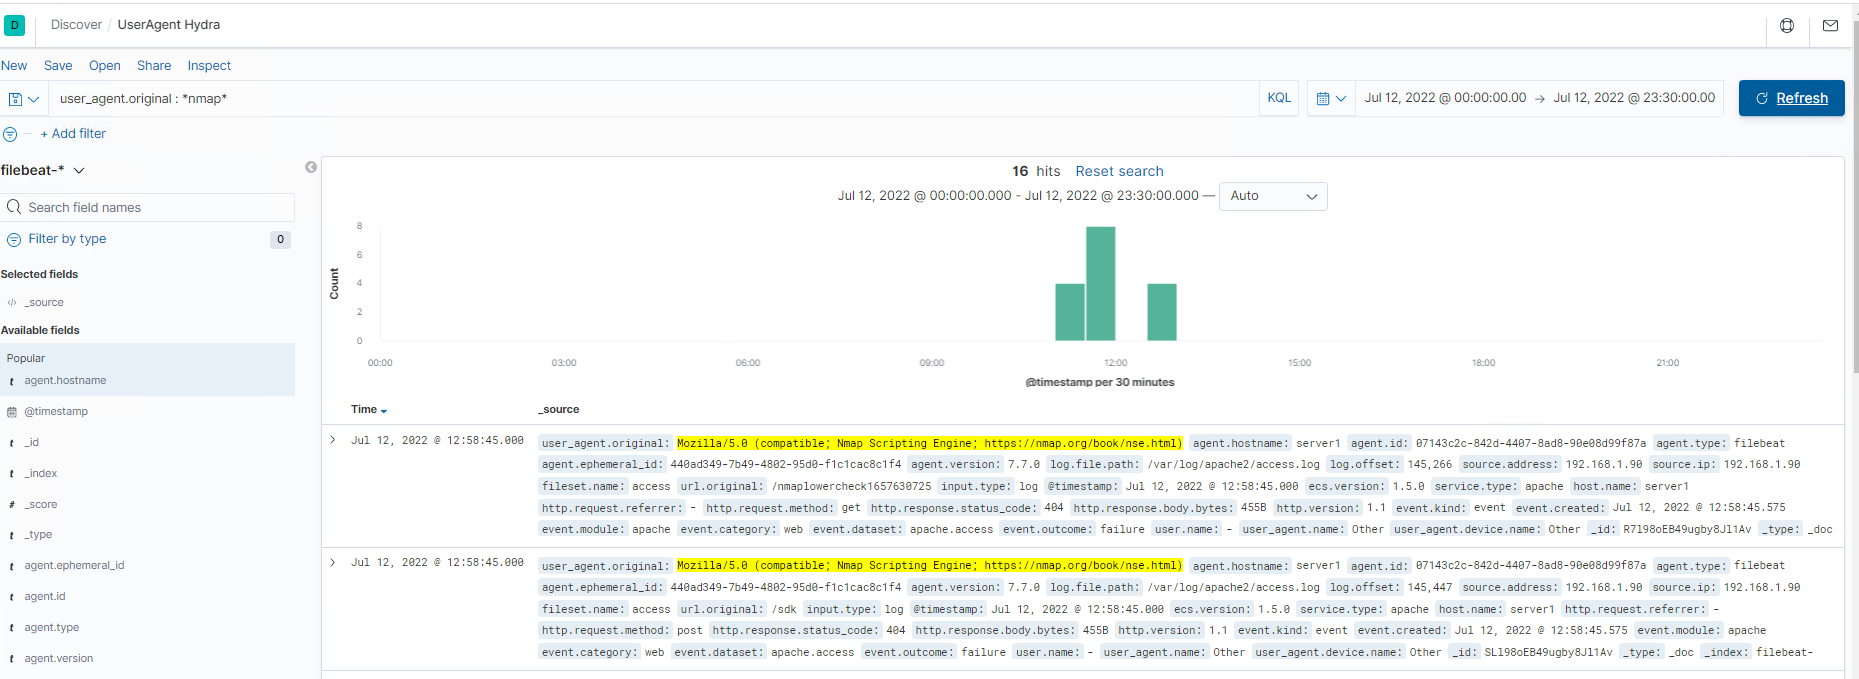 D Discover / UserAgent Hydra
New Save Open Share Inspect
user_agent.original : *nmap* KQL Jul 12, 2022 @ 00:00:00.00 → Jul 12, 2022 @ 23:30:00.00 Refresh
+ Add filter
filebeat-*
Search field names
Filter by type 0
Selected fields
_source
Available fields
Popular
t agent.hostname
@timestamp
t _id
t _index
# _score
t _type
t agent.ephemeral_id
t agent.id
t agent.type
t agent.version
16 hits Reset search
Jul 12, 2022 @ 00:00:00.000 - Jul 12, 2022 @ 23:30:00.000 — Auto
Count
8
6
4
2
0
00:00 03:00 06:00 09:00 12:00 15:00 18:00 21:00
@timestamp per 30 minutes
Time _source
Jul 12, 2022 @ 12:58:45.000 user_agent.original: Mozilla/5.0 (compatible; Nmap Scripting Engine; https://nmap.org/book/nse.html) agent.hostname: server1 agent.id: 07143c2c-842d-4407-8ad8-90e08d99f87a agent.type: filebeat
agent.ephemeral_id: 440ad349-7b49-4802-95d0-f1c1cac8c1f4 agent.version: 7.7.0 log.file.path: /var/log/apache2/access.log log.offset: 145,266 source.address: 192.168.1.90 source.ip: 192.168.1.90
fileset.name: access url.original: /nmaplowercheck1657630725 input.type: log @timestamp: Jul 12, 2022 @ 12:58:45.000 ecs.version: 1.5.0 service.type: apache host.name: server1
http.request.referrer: - http.request.method: get http.response.status_code: 404 http.response.body.bytes: 455B http.version: 1.1 event.kind: event event.created: Jul 12, 2022 @ 12:58:45.575
event.module: apache event.category: web event.dataset: apache.access event.outcome: failure user.name: - user_agent.name: Other user_agent.device.name: Other _id: R7l98oEB49ugby8Jl1Av _type: _doc
Jul 12, 2022 @ 12:58:45.000 user_agent.original: Mozilla/5.0 (compatible; Nmap Scripting Engine; https://nmap.org/book/nse.html) agent.hostname: server1 agent.id: 07143c2c-842d-4407-8ad8-90e08d99f87a agent.type: filebeat
agent.ephemeral_id: 440ad349-7b49-4802-95d0-f1c1cac8c1f4 agent.version: 7.7.0 log.file.path: /var/log/apache2/access.log log.offset: 145,447 source.address: 192.168.1.90 source.ip: 192.168.1.90
fileset.name: access url.original: /sdk input.type: log @timestamp: Jul 12, 2022 @ 12:58:45.000 ecs.version: 1.5.0 service.type: apache host.name: server1 http.request.referrer: -
http.request.method: post http.response.status_code: 404 http.response.body.bytes: 455B http.version: 1.1 event.kind: event event.created: Jul 12, 2022 @ 12:58:45.575 event.module: apache
event.category: web event.dataset: apache.access event.outcome: failure user.name: - user_agent.name: Other user_agent.device.name: Other _id: SLl98oEB49ugby8Jl1Av _type: _doc _index: filebeat-